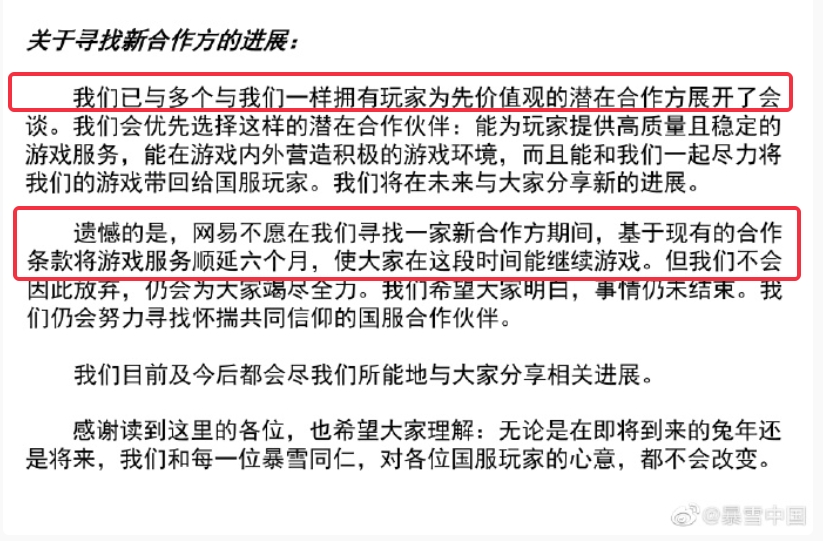 关于寻找新合作方的进展：
我们已与多个与我们一样拥有玩家为先价值观的潜在合作方展开了会
谈。我们会优先选择这样的潜在合作伙伴：能为玩家提供高质量且稳定的
游戏服务，能在游戏内外营造积极的游戏环境，而且能和我们一起尽力将
我们的游戏带回给国服玩家。我们将在未来与大家分享新的进展。
遗憾的是，网易不愿在我们寻找一家新合作方期间，基于现有的合作
条款将游戏服务顺延六个月，使大家在这段时间能继续游戏。但我们不会
因此放弃，仍会为大家竭尽全力。我们希望大家明白，事情仍未结束。我
们仍会努力寻找怀揣共同信仰的国服合作伙伴。
我们目前及今后都会尽我们所能地与大家分享相关进展。
感谢读到这里的各位，也希望大家理解：无论是在即将到来的兔年还
是将来，我们和每一位暴雪同仁，对各位国服玩家的心意，都不会改变。
@暴雪中国